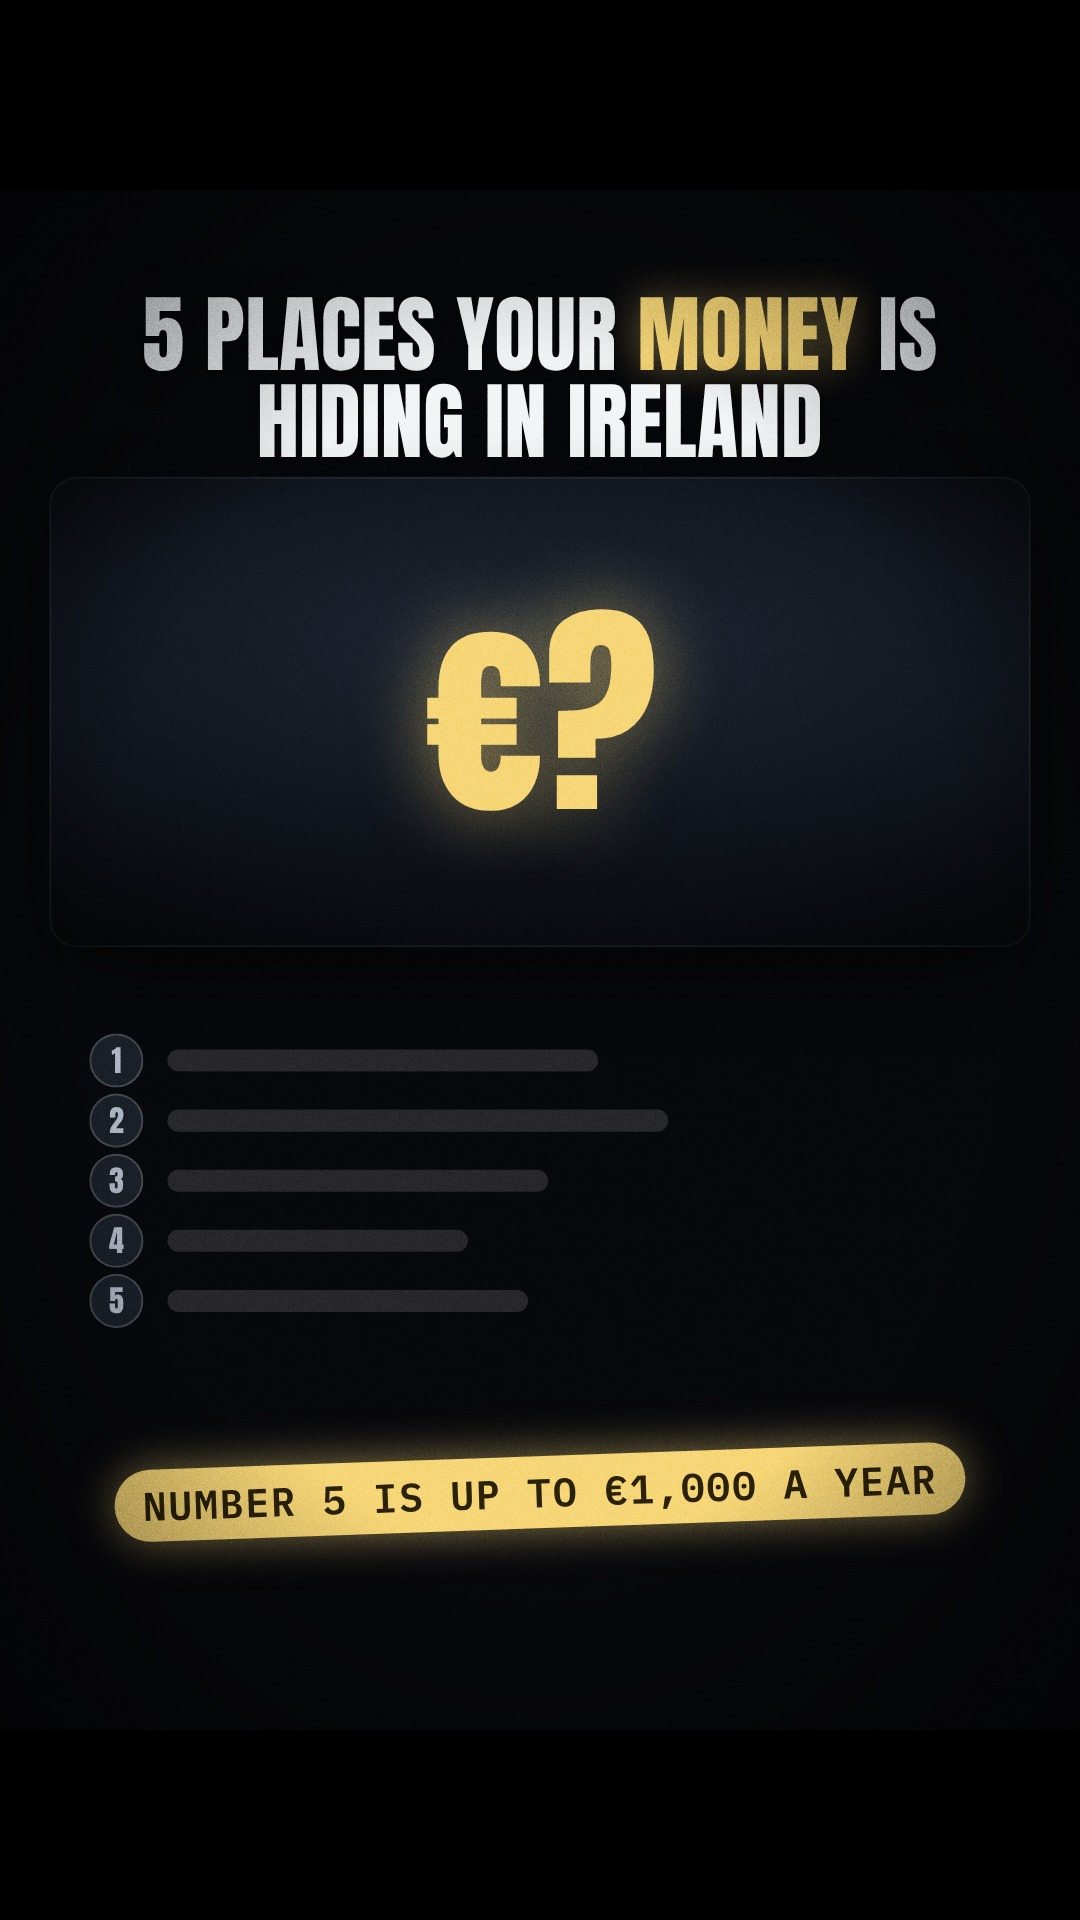 5 PLACES YOUR MONEY IS
HIDING IN IRELAND
€?
1
2
3
4
5
NUMBER 5 IS UP TO €1,000 A YEAR